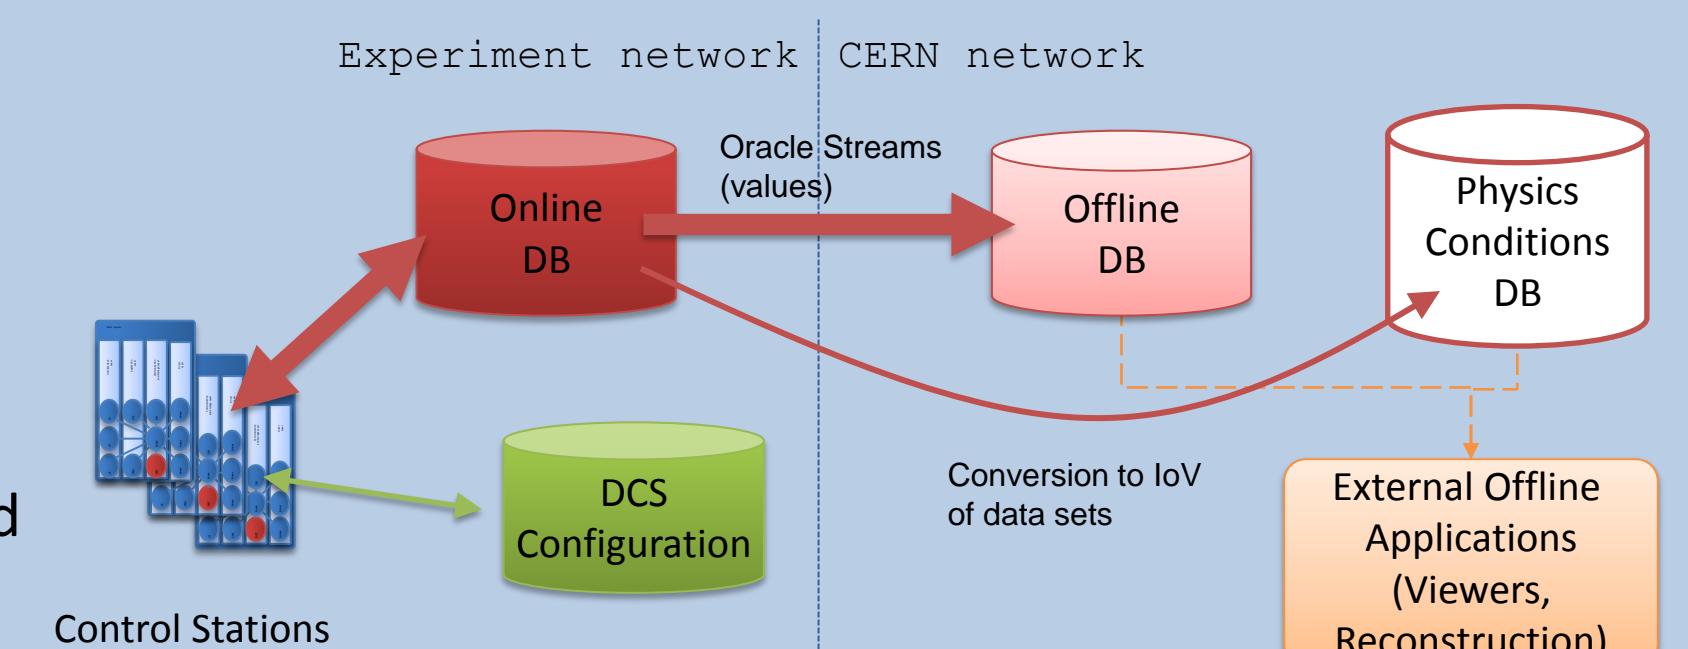 Experiment network
CERN network
Oracle Streams
(values)
Online
DB
Offline
DB
Physics
Conditions
DB
DCS
Configuration
Conversion to IoV
of data sets
External Offline
Applications
(Viewers,
Reconstruction)
d
Control Stations